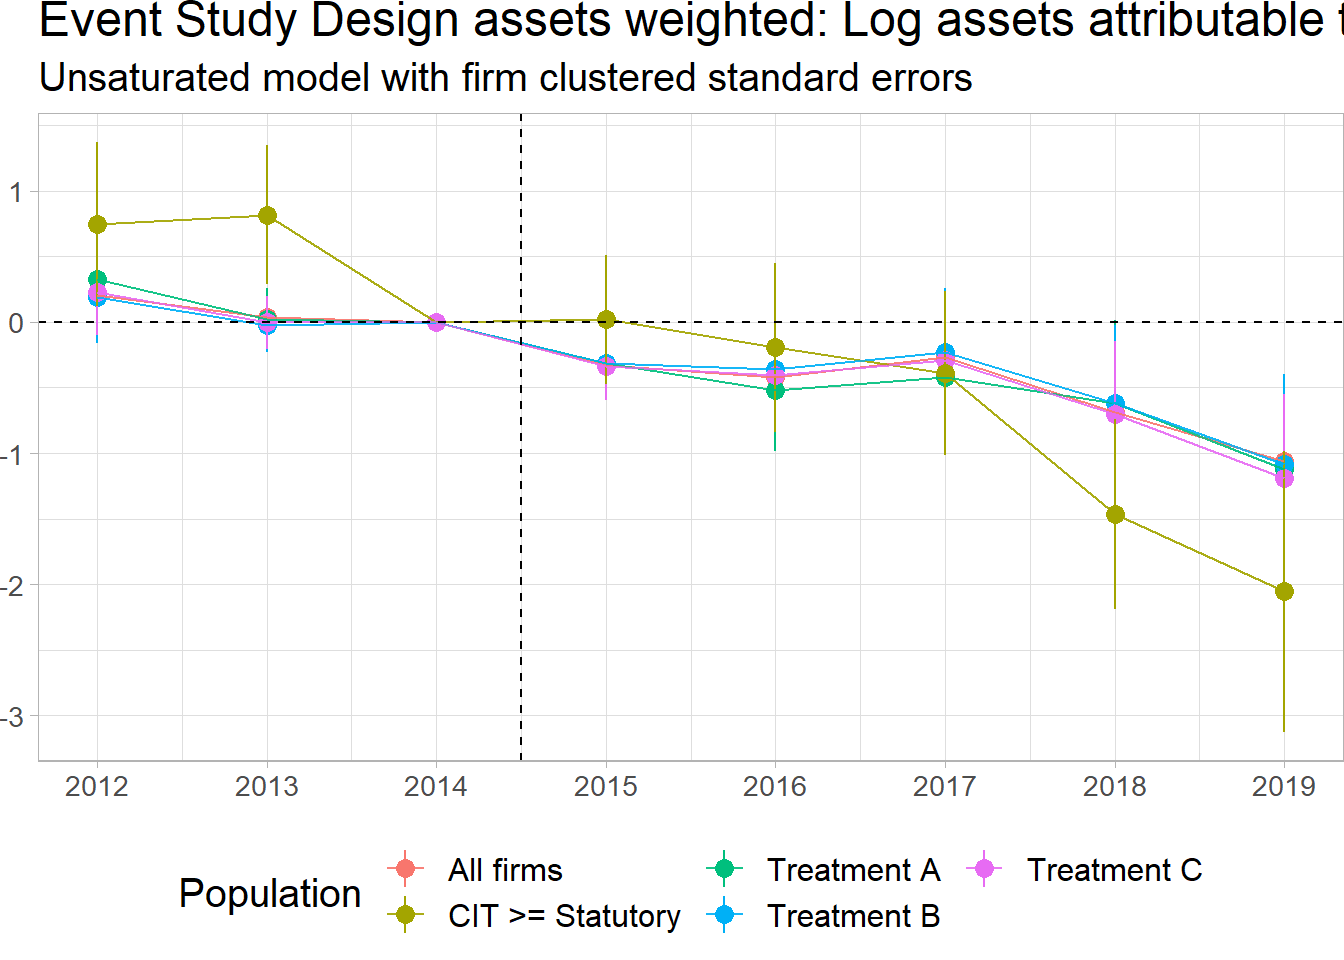 Event Study Design assets weighted: Log assets attributable
Unsaturated model with firm clustered standard errors
1
0
-1
-2
-3
2012 2013 2014 2015 2016 2017 2018 2019
Population
All firms Treatment A Treatment C
CIT >= Statutory Treatment B